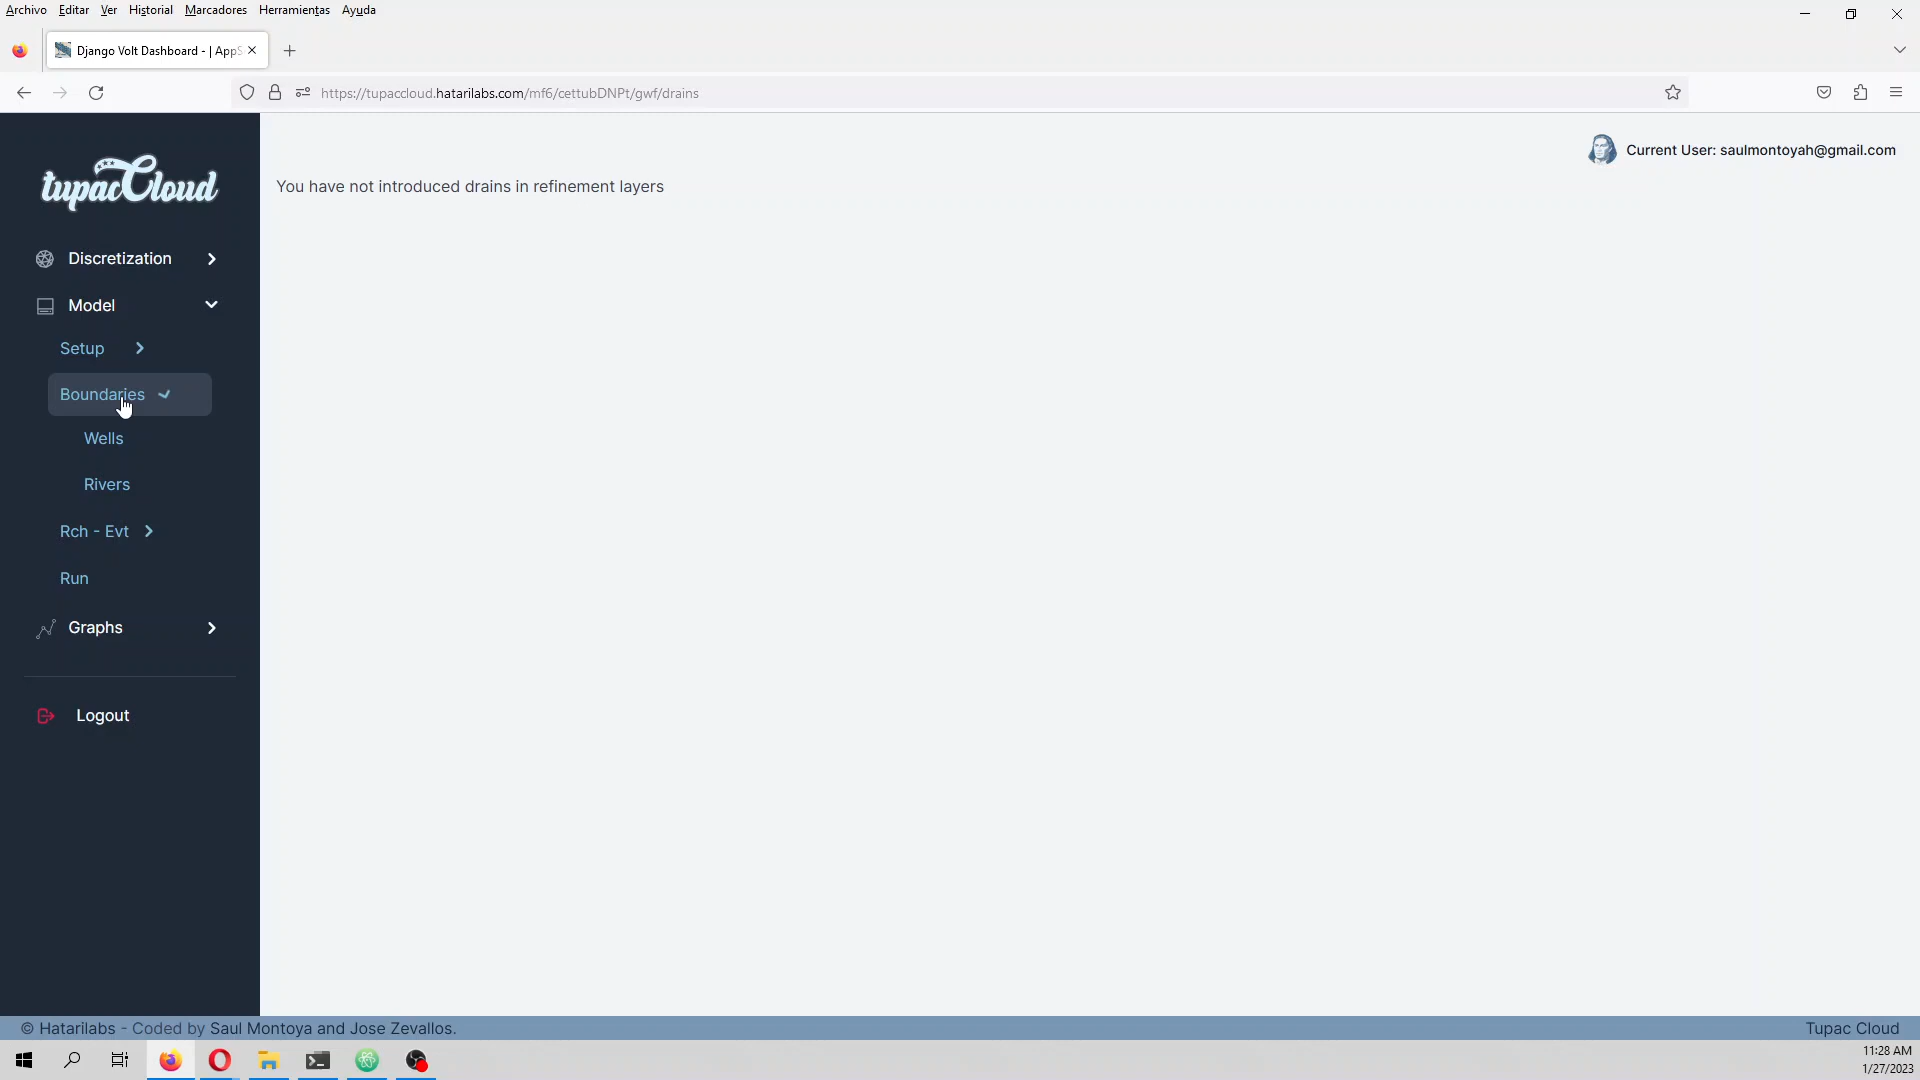 Archivo Editar Ver Historial Marcadores Herramientas Ayuda
Django Volt Dashboard - | AppS
https://tupaccloud.hatarilabs.com/mf6/cettubDNPt/gwf/drains
Current User: saulmontoyah@gmail.com
tupacCloud
You have not introduced drains in refinement layers
Discretization
Model
Setup
Boundaries
Wells
Rivers
Rch - Evt
Run
Graphs
Logout
© Hatarilabs - Coded by Saul Montoya and Jose Zevallos.
Tupac Cloud
11:28 AM
1/27/2023